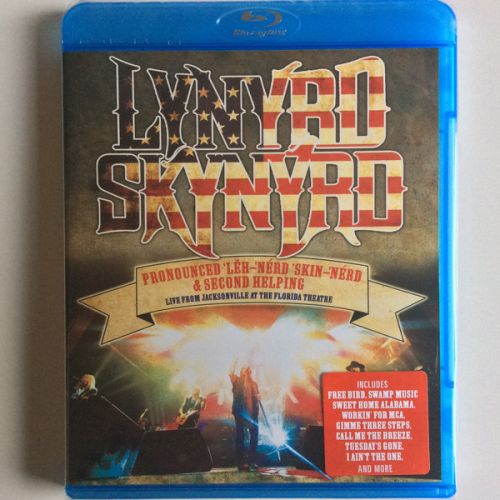 Blu-ray Disc
LYNYRD
SKYNYRD
PRONOUNCED 'LĔH-'NÉRD 'SKIN-'NÉRD
& SECOND HELPING
LIVE FROM JACKSONVILLE AT THE FLORIDA THEATRE
INCLUDES
FREE BIRD, SWAMP MUSIC
SWEET HOME ALABAMA,
WORKIN' FOR MCA,
GIMME THREE STEPS,
CALL ME THE BREEZE,
TUESDAY'S GONE,
I AIN'T THE ONE,
AND MORE